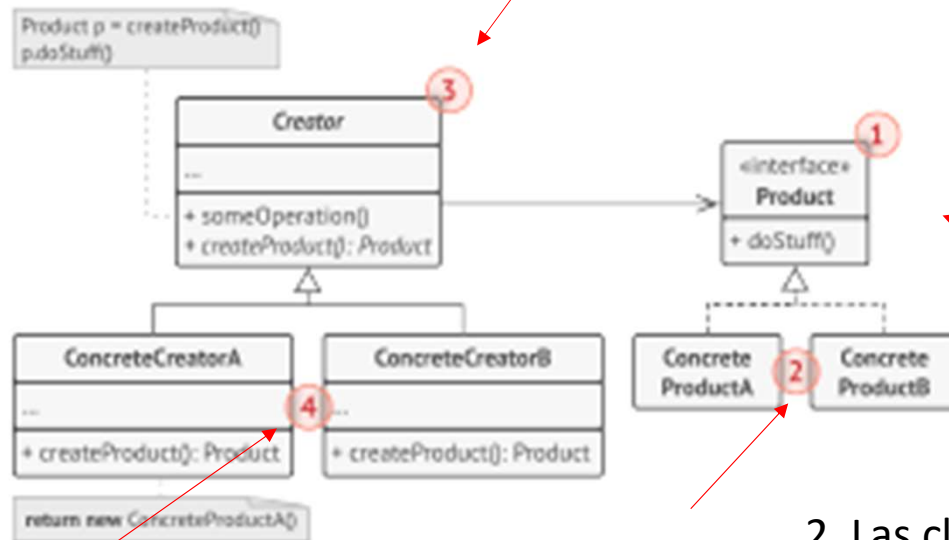 Product p = createProduct()
p.doStuff()
3
Creator
...
+ someOperation()
+ createProduct(): Product
1
«interface»
Product
+ doStuff()
ConcreteCreatorA
...
+ createProduct(): Product
4
ConcreteCreatorB
...
+ createProduct(): Product
Concrete
ProductA
2
Concrete
ProductB
return new ConcreteProductA()
2. Las